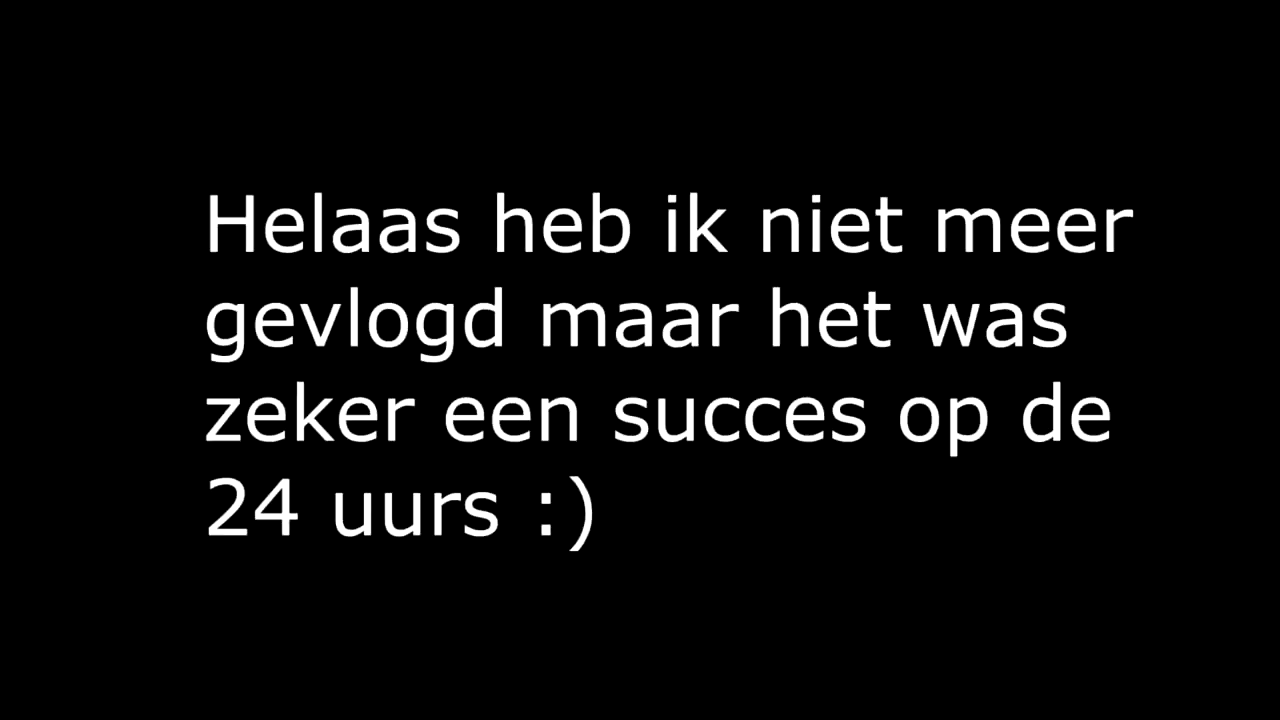 Helaas heb ik niet meer
gevlogd maar het was
zeker een succes op de
24 uurs :)